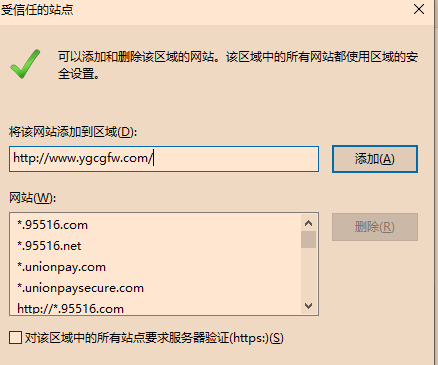 受信任的站点
可以添加和删除该区域的网站。该区域中的所有网站都使用区域的安
全设置。
将该网站添加到区域(D):
http://www.ygcgfw.com/
添加(A)
网站(W):
*.95516.com
*.95516.net
*.unionpay.com
*.unionpaysecure.com
http://*.95516.com
删除(R)
对该区域中的所有站点要求服务器验证(https:)(S)